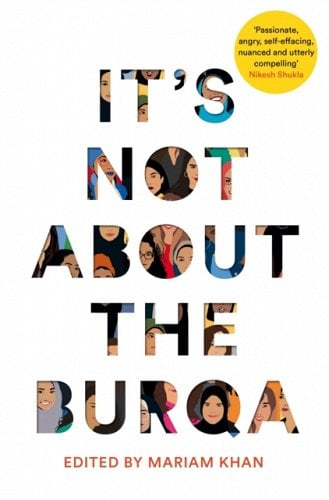 'Passionate,
angry, self-effacing,
nuanced and utterly
compelling'
Nikesh Shukla
IT'S
NOT
ABOUT
THE
BURQA
EDITED BY MARIAM KHAN